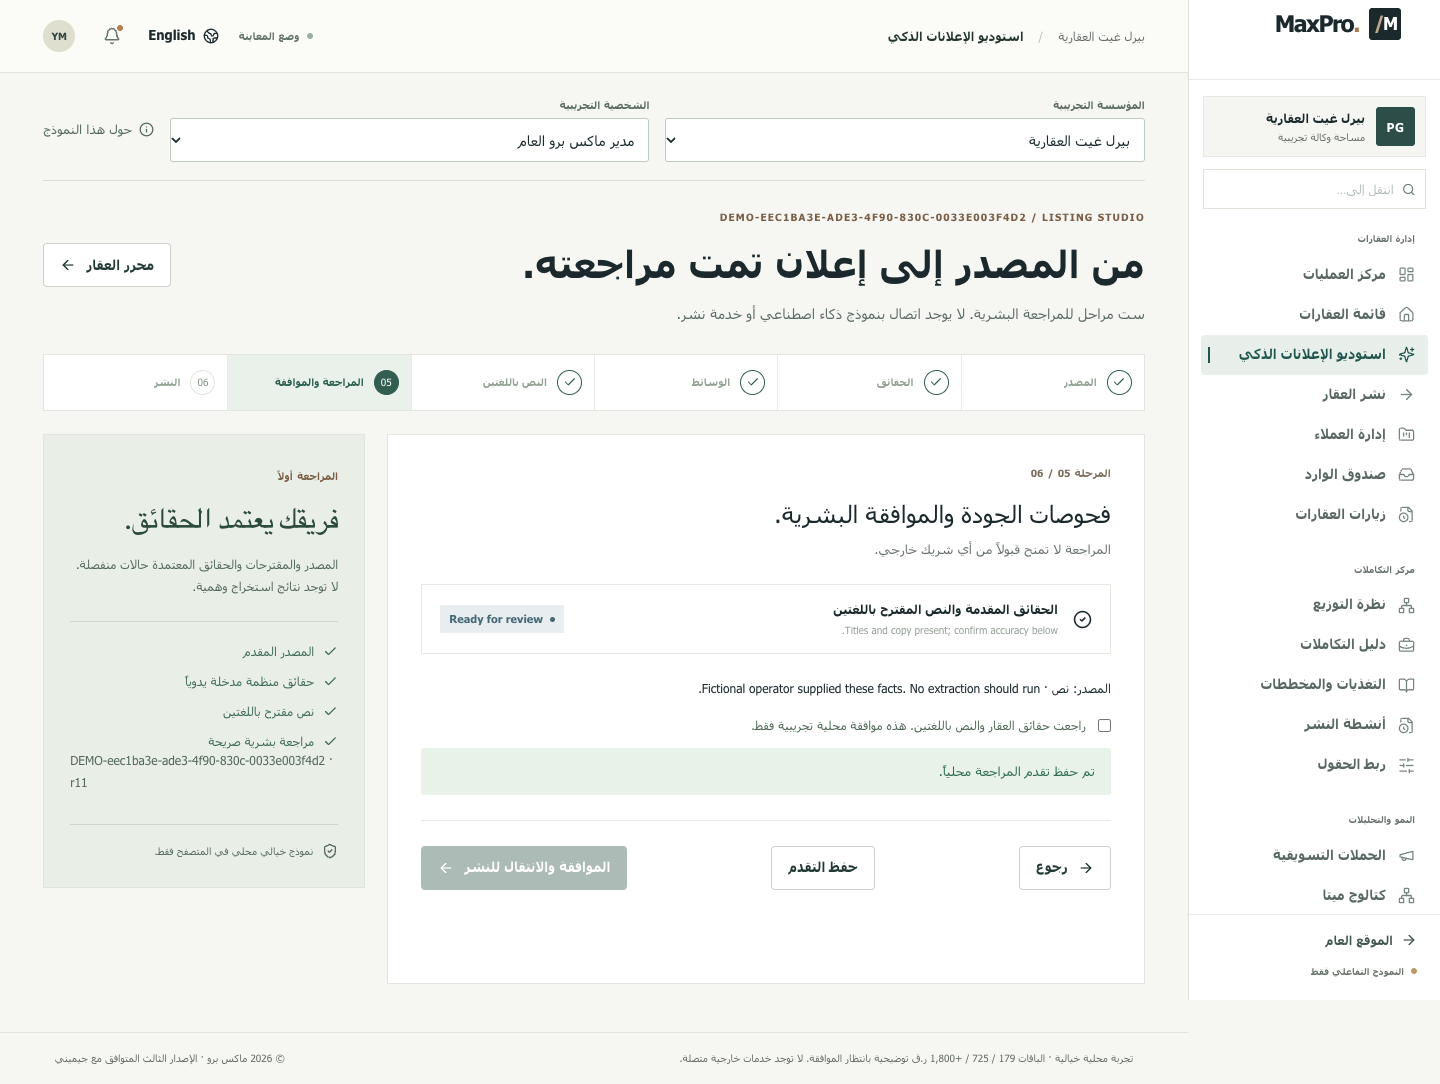 MaxPro.
/M
بيرل غيت العقارية
مساحة وكالة تجريبية
PG
انتقل إلى...
إدارة العقارات
مركز العمليات
قائمة العقارات
استوديو الإعلانات الذكي
نشر العقار
إدارة العملاء
صندوق الوارد
زيارات العقارات
مركز التكاملات
نظرة التوزيع
دليل التكاملات
التغذيات والمخططات
أنشطة النشر
ربط الحقول
النمو والتحليلات
الحملات التسويقية
كتالوج ميتا
الموقع العام
النموذج التفاعلي فقط
بيرل غيت العقارية / استوديو الإعلانات الذكي
وضع المعاينة
English
YM
المؤسسة التجريبية
بيرل غيت العقارية
الشخصية التجريبية
مدير ماكس برو العام
حول هذا النموذج
DEMO-EEC1BA3E-ADE3-4F90-830C-0033E003F4D2 / LISTING STUDIO
من المصدر إلى إعلان تمت مراجعته.
محرر العقار
ست مراحل للمراجعة البشرية. لا يوجد اتصال بنموذج ذكاء اصطناعي أو خدمة نشر.
المصدر
الحقائق
الوسائط
النص باللغتين
05 المراجعة والموافقة
06 النشر
المرحلة 05 / 06
فحوصات الجودة والموافقة البشرية.
المراجعة لا تمنح قبولاً من أي شريك خارجي.
الحقائق المقدمة والنص المقترح باللغتين
Titles and copy present; confirm accuracy below.
Ready for review
المصدر: نص · Fictional operator supplied these facts. No extraction should run.
راجعت حقائق العقار والنص باللغتين. هذه موافقة محلية تجريبية فقط.
تم حفظ تقدم المراجعة محلياً.
رجوع
حفظ التقدم
الموافقة والانتقال للنشر
المراجعة أولاً
فريقك يعتمد الحقائق.
المصدر والمقترحات والحقائق المعتمدة حالات منفصلة.
لا توجد نتائج استخراج وهمية.
المصدر المقدم
حقائق منظمة مدخلة يدوياً
نص مقترح باللغتين
مراجعة بشرية صريحة
DEMO-eec1ba3e-ade3-4f90-830c-0033e003f4d2 ·
r11
نموذج خيالي محلي في المتصفح فقط.
تجربة محلية خيالية · الباقات 179 / 725 / +1,800 ر.ق توضيحية بانتظار الموافقة. لا توجد خدمات خارجية متصلة.
© 2026 ماكس برو · الإصدار الثالث المتوافق مع جيميني